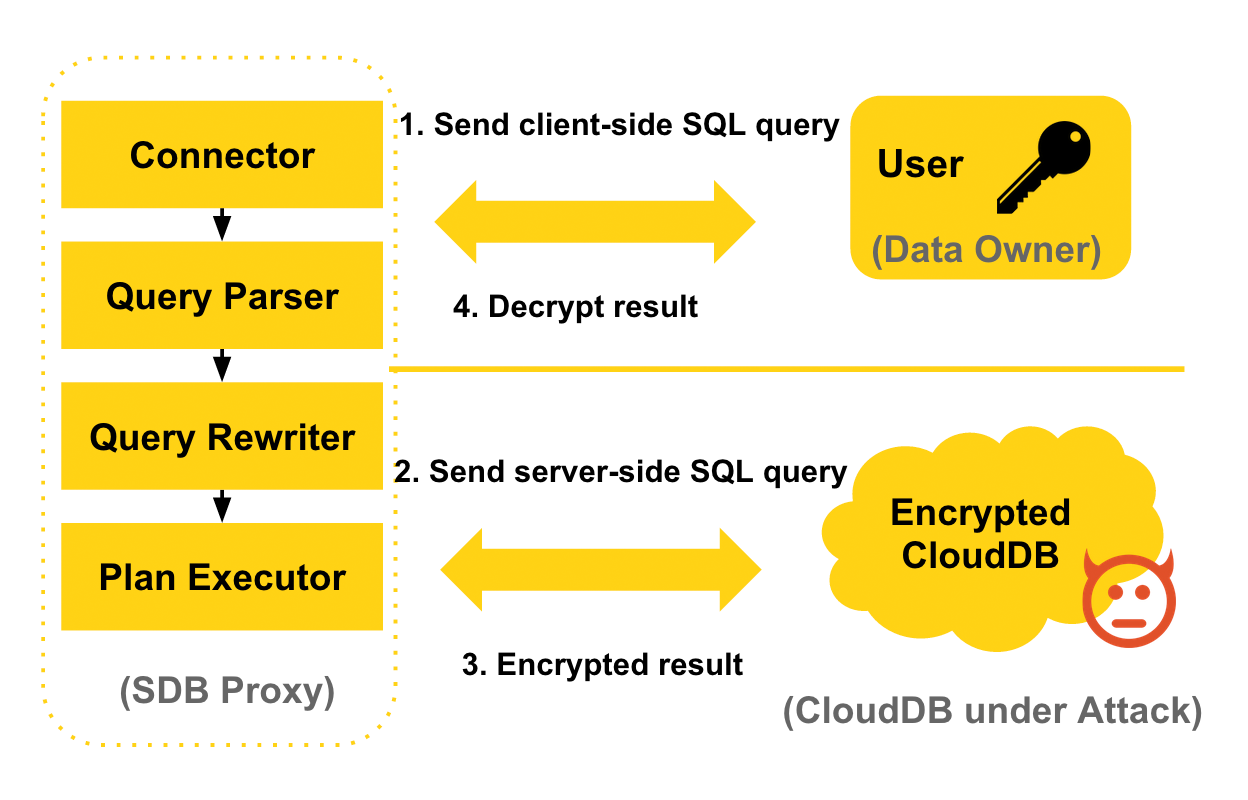 Connector
Query Parser
Query Rewriter
Plan Executor
(SDB Proxy)
1. Send client-side SQL query
4. Decrypt result
User
(Data Owner)
2. Send server-side SQL query
3. Encrypted result
Encrypted
CloudDB
(CloudDB under Attack)